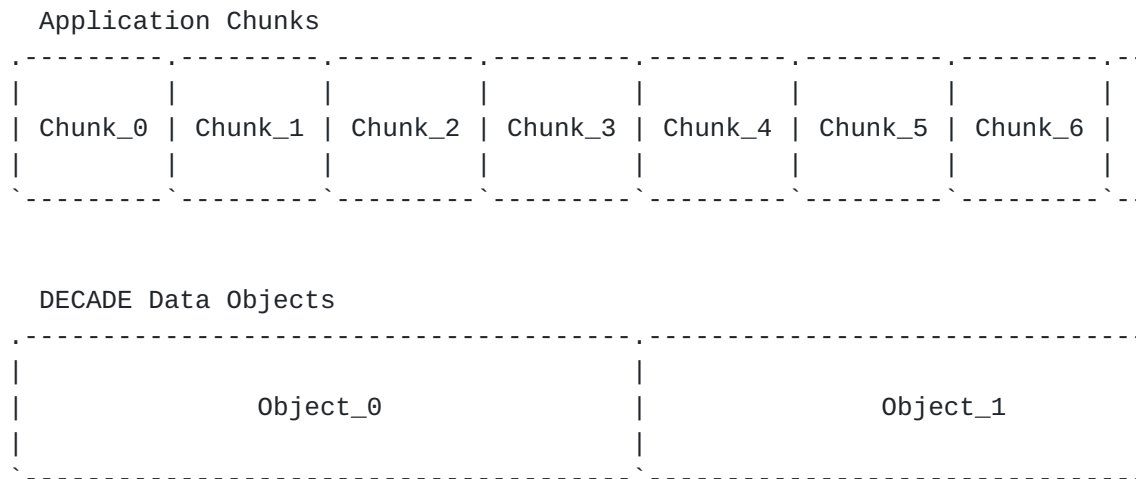 Application Chunks
Chunk_0 | Chunk_1 | Chunk_2 | Chunk_3 | Chunk_4 | Chunk_5 | Chunk_6 |
DECADE Data Objects
Object_0 | Object_1